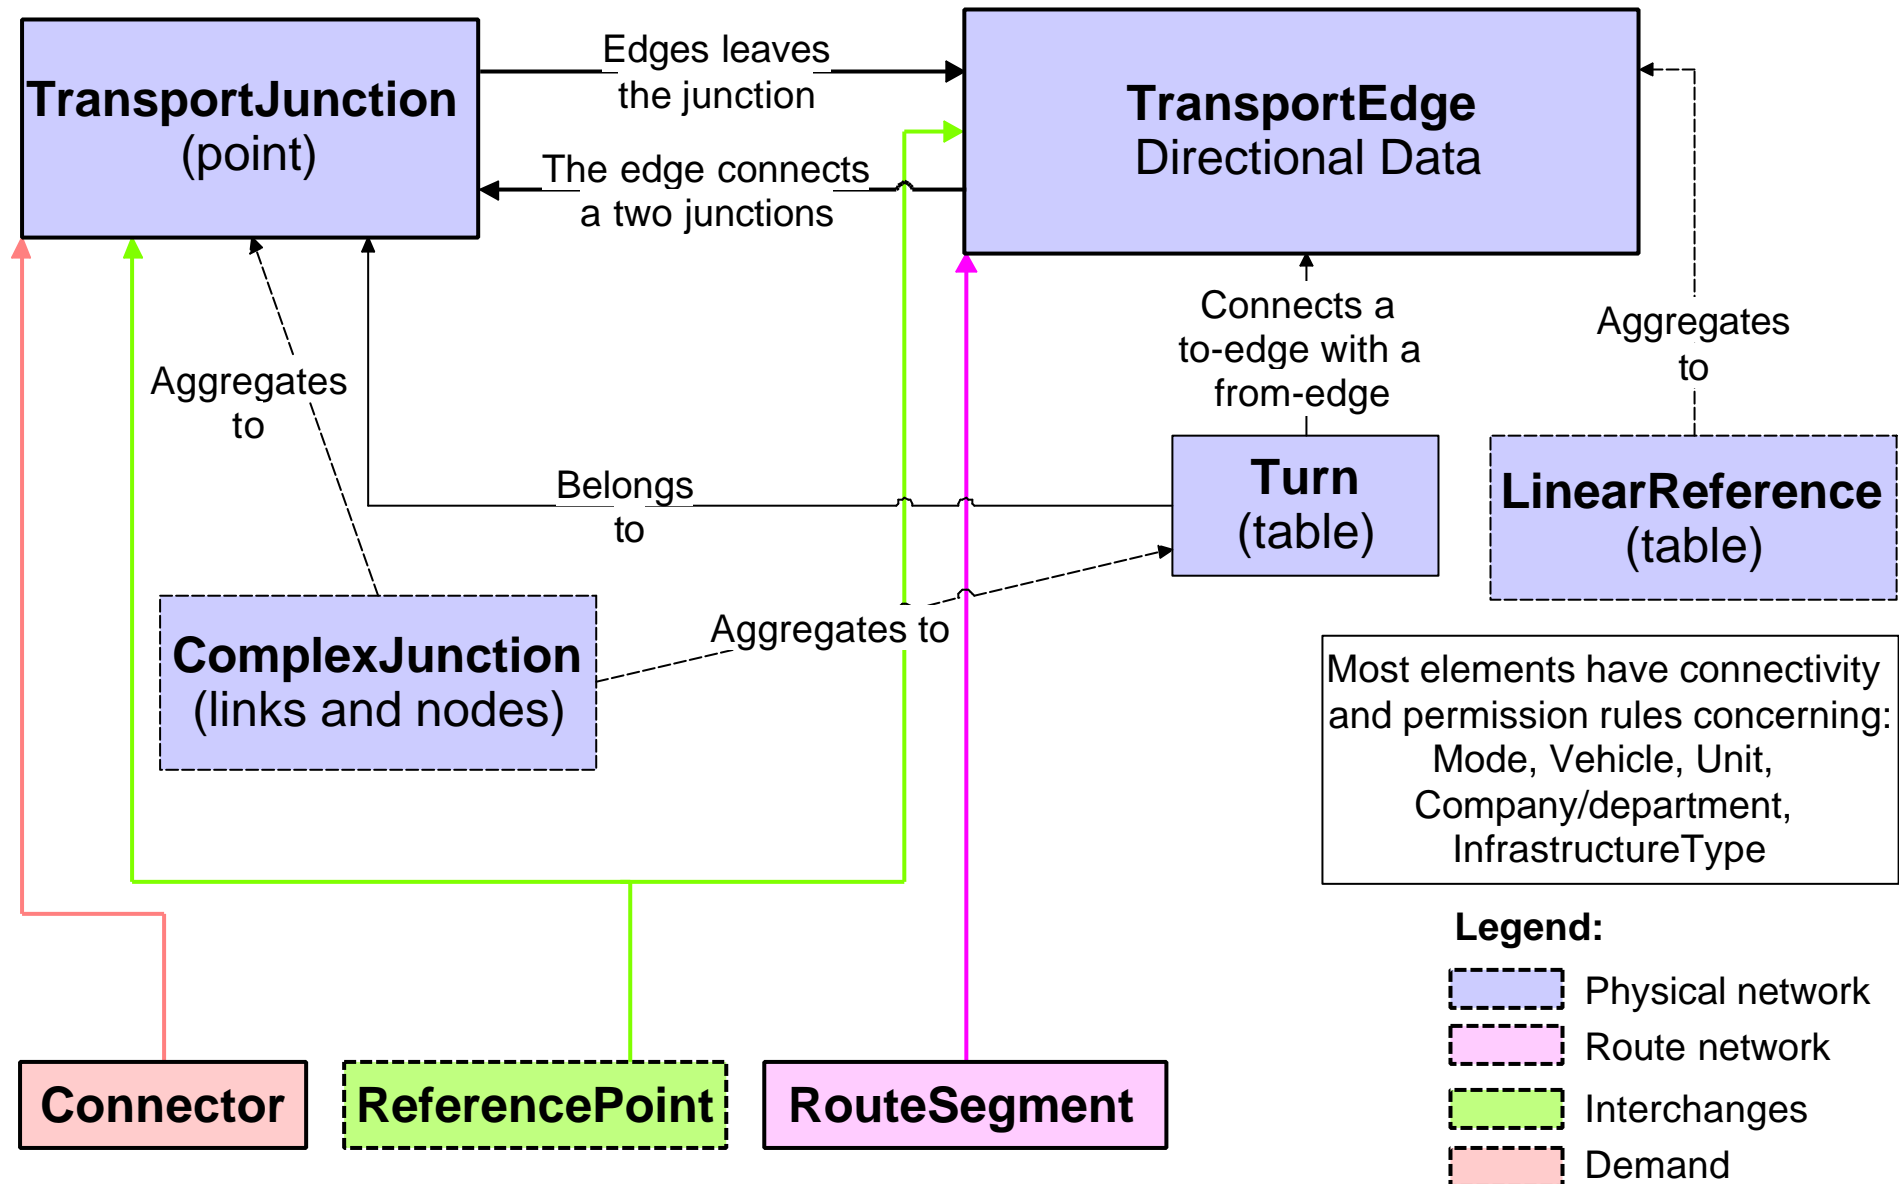 TransportJunction
(point)
Edges leaves
the junction
The edge connects
a two junctions
TransportEdge
Directional Data
Aggregates
to
Belongs
to
Connects a
to-edge with a
from-edge
Aggregates
to
Turn
(table)
LinearReference
(table)
ComplexJunction
(links and nodes)
Aggregates to
Most elements have connectivity
and permission rules concerning:
Mode, Vehicle, Unit,
Company/department,
InfrastructureType
Legend:
Physical network
Route network
Interchanges
Demand
Connector
ReferencePoint
RouteSegment